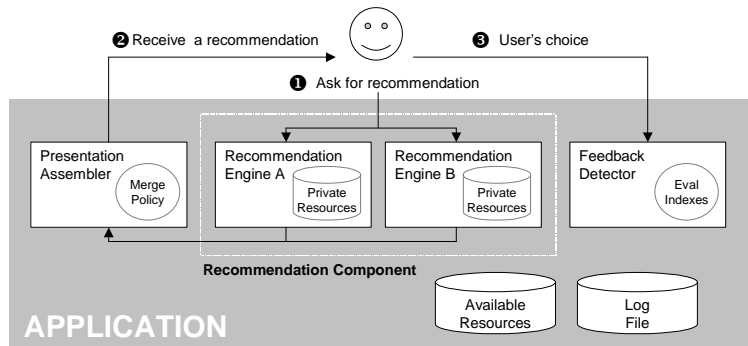 ❷ Receive a recommendation
❸ User's choice
❶ Ask for recommendation
Presentation
Assembler
Merge
Policy
Recommendation
Engine A
Private
Resources
Recommendation
Engine B
Private
Resources
Feedback
Detector
Eval
Indexes
Recommendation Component
Available
Resources
Log
File
APPLICATION